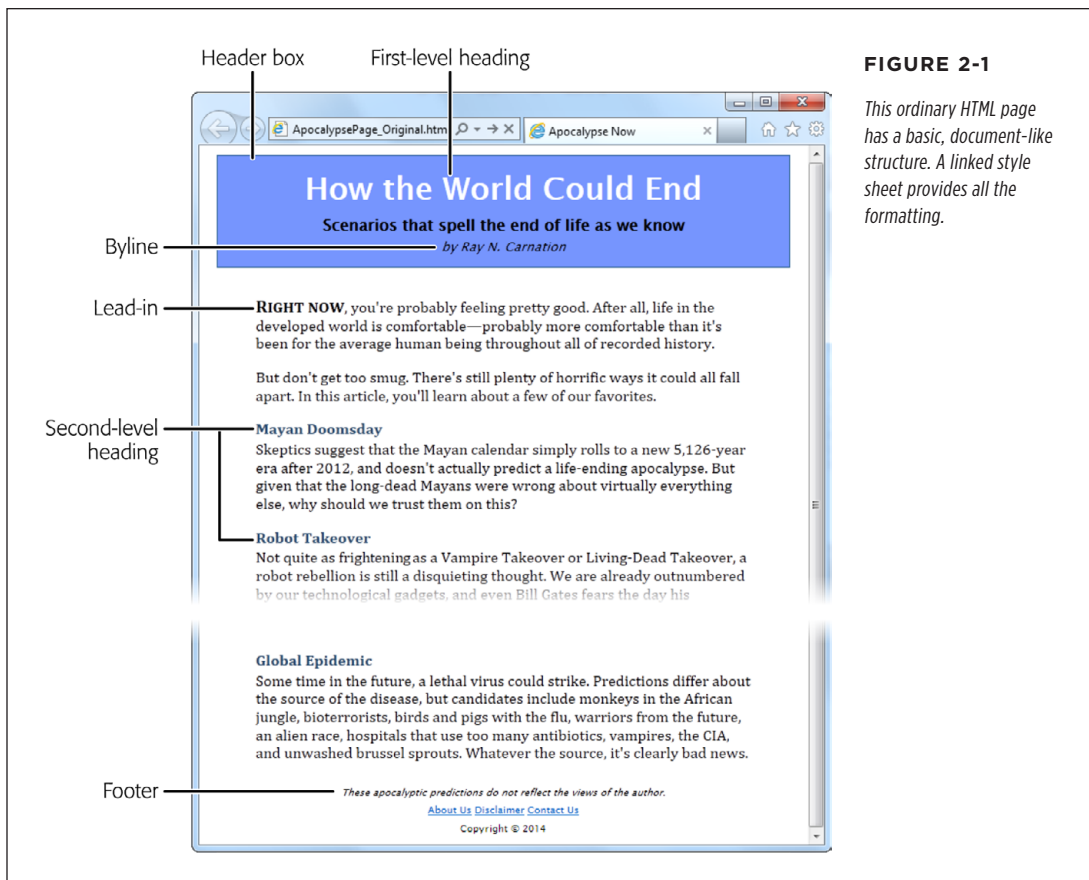 Header box
First-level heading
FIGURE 2-1
This ordinary HTML page
has a basic, document-like
structure. A linked style
sheet provides all the
formatting.
ApocalypsePage_Original.htm
Apocalypse Now
How the World Could End
Scenarios that spell the end of life as we know
Byline
by Ray N. Carnation
Lead-in
RIGHT NOW, you're probably feeling pretty good. After all, life in the
developed world is comfortable—probably more comfortable than it's
been for the average human being throughout all of recorded history.
But don't get too smug. There's still plenty of horrific ways it could all fall
apart. In this article, you'll learn about a few of our favorites.
Second-level
heading
Mayan Doomsday
Skeptics suggest that the Mayan calendar simply rolls to a new 5,126-year
era after 2012, and doesn't actually predict a life-ending apocalypse. But
given that the long-dead Mayans were wrong about virtually everything
else, why should we trust them on this?
Robot Takeover
Not quite as frightening as a Vampire Takeover or Living-Dead Takeover, a
robot rebellion is still a disquieting thought. We are already outnumbered
by our technological gadgets, and even Bill Gates fears the day his
Global Epidemic
Some time in the future, a lethal virus could strike. Predictions differ about
the source of the disease, but candidates include monkeys in the African
jungle, bioterrorists, birds and pigs with the flu, warriors from the future,
an alien race, hospitals that use too many antibiotics, vampires, the CIA,
and unwashed brussel sprouts. Whatever the source, it's clearly bad news.
Footer
These apocalyptic predictions do not reflect the views of the author.
About Us Disclaimer Contact Us
Copyright © 2014